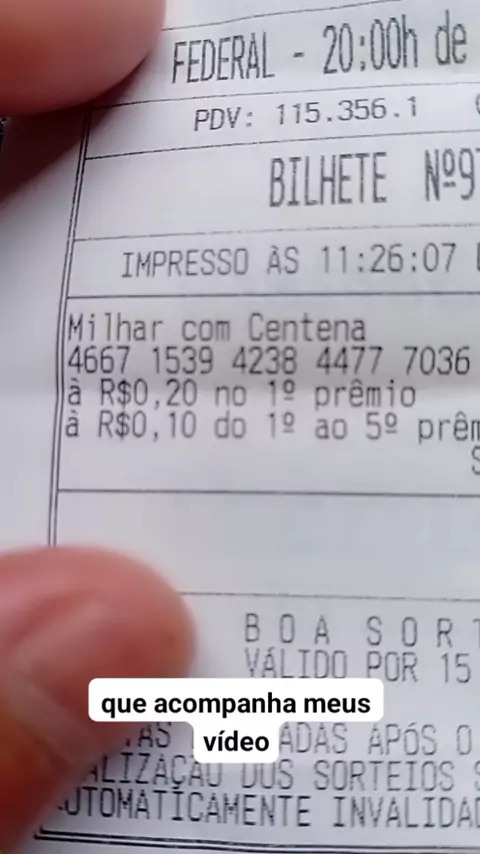 FEDERAL - 20:00h de
PDV: 115.356.1
BILHETE Nº9
IMPRESSO ÀS 11:26:07
Milhar com Centena
4667 1539 4238 4477 7036
à R$0,20 no 1º prêmio
à R$0,10 do 1º ao 5º prêm
S
BOA SORT
VÁLIDO POR 15
que acompanha meus
vídeo
ADAS APÓS O
ALIZAÇÃO DOS SORTEIOS S
AUTOMATICAMENTE INVALIDA